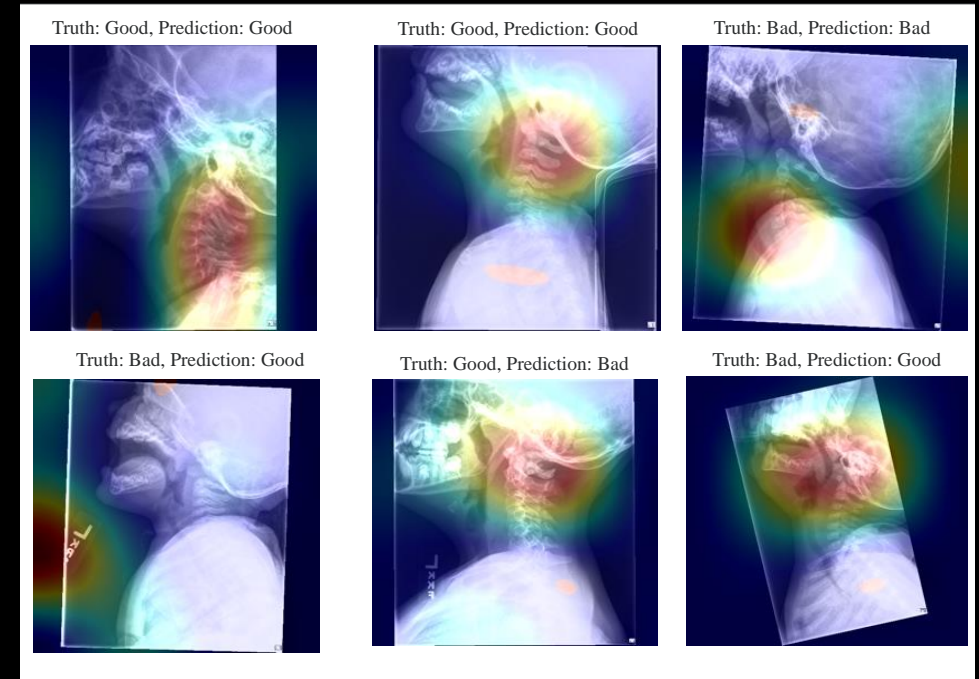 Truth: Good, Prediction: Good
Truth: Good, Prediction: Good
Truth: Bad, Prediction: Bad
Truth: Bad, Prediction: Good
Truth: Good, Prediction: Bad
Truth: Bad, Prediction: Good
L
L